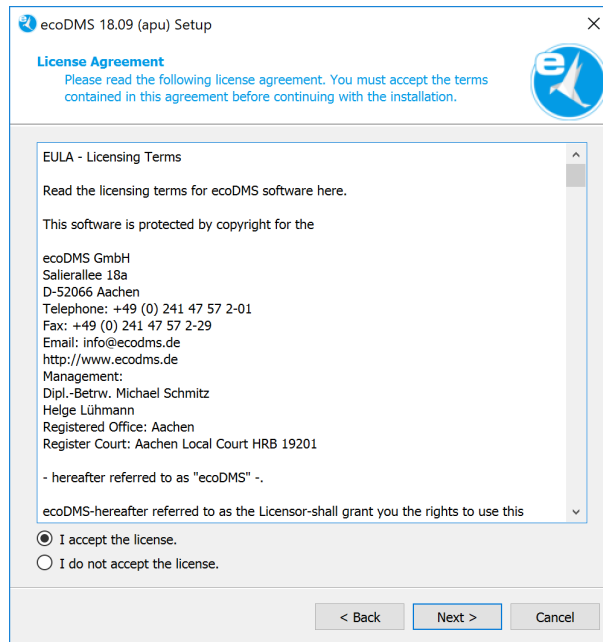 ecoDMS 18.09 (apu) Setup
License Agreement
Please read the following license agreement. You must accept the terms
contained in this agreement before continuing with the installation.
e
EULA - Licensing Terms
Read the licensing terms for ecoDMS software here.
This software is protected by copyright for the
ecoDMS GmbH
Salierallee 18a
D-52066 Aachen
Telephone: +49 (0) 241 47 57 2-01
Fax: +49 (0) 241 47 57 2-29
Email: info@ecodms.de
http://www.ecodms.de
Management:
Dipl.-Betrw. Michael Schmitz
Helge Lühmann
Registered Office: Aachen
Register Court: Aachen Local Court HRB 19201
- hereafter referred to as "ecoDMS" -.
ecoDMS-hereafter referred to as the Licensor-shall grant you the rights to use this
I accept the license.
I do not accept the license.
< Back
Next >
Cancel